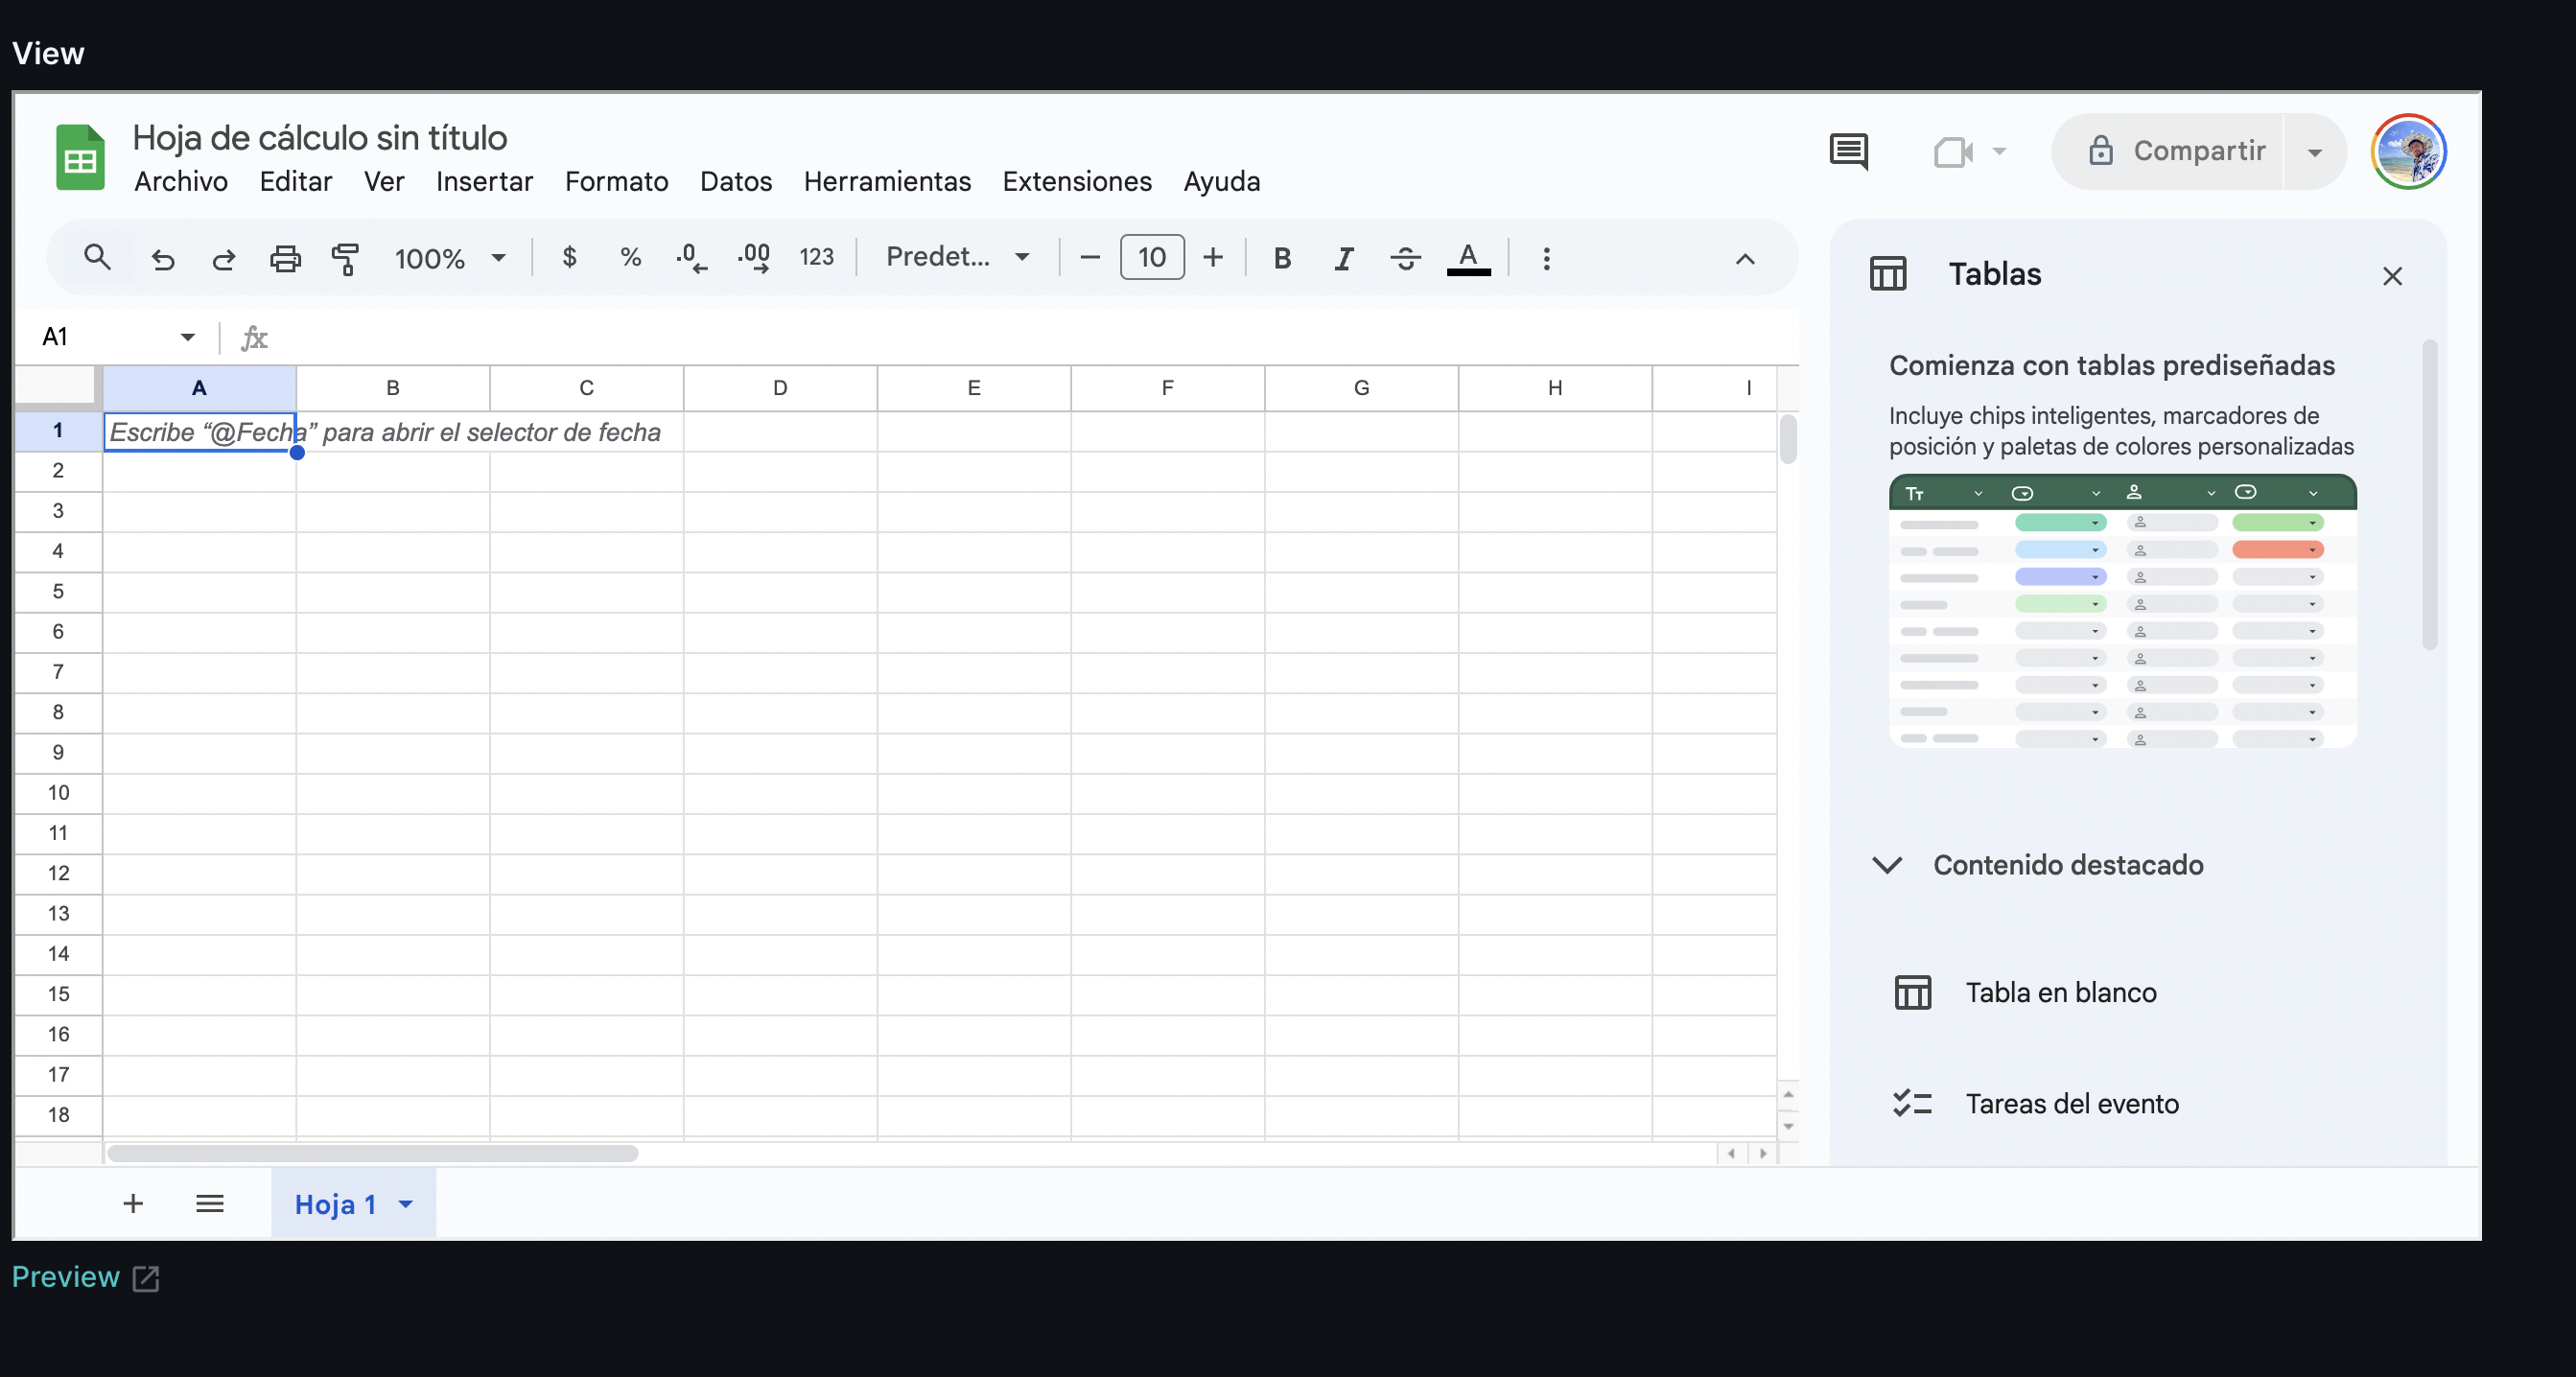 View
Hoja de cálculo sin título
Archivo Editar Ver Insertar Formato Datos Herramientas Extensiones Ayuda
Compartir
100% $ % .0 .00 123 Predet... − 10 + B I S A
A1 fx
A B C D E F G H I
1 Escribe “@Fecha” para abrir el selector de fecha
2
3
4
5
6
7
8
9
10
11
12
13
14
15
16
17
18
+ Hoja 1
Tablas
Comienza con tablas prediseñadas
Incluye chips inteligentes, marcadores de
posición y paletas de colores personalizadas
Tт
Contenido destacado
Tabla en blanco
Tareas del evento
Preview